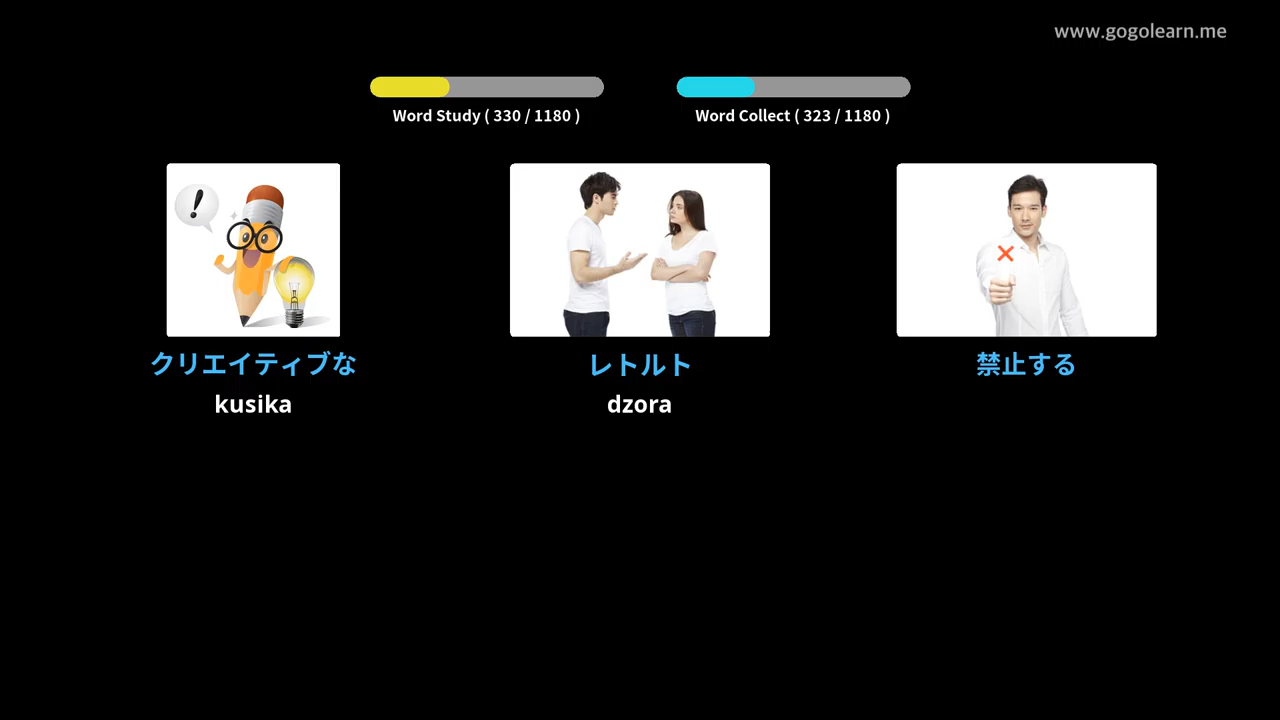 www.gogolearn.me
Word Study ( 330 / 1180 )
Word Collect ( 323 / 1180 )
!
クリエイティブな
レトルト
禁止する
kusika
dzora